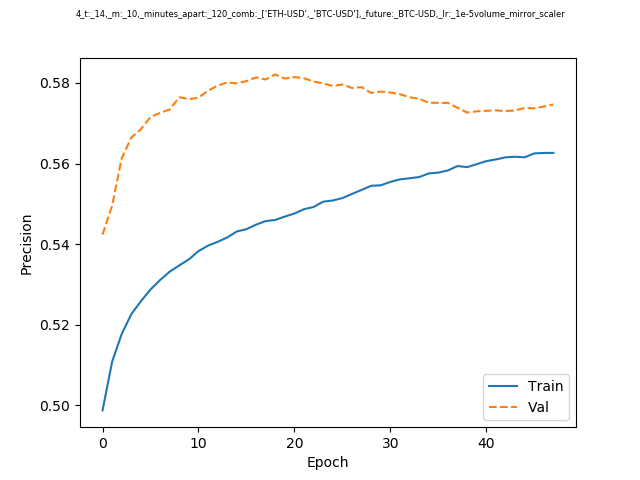 4_t:_14,_m:_10,_minutes_apart:_120_comb:_['ETH-USD',_'BTC-USD'],_future:_BTC-USD,_lr:_1e-5volume_mirror_scaler
0.58
0.56
0.54
0.52
0.50
Precision
Train
Val
0 10 20 30 40
Epoch